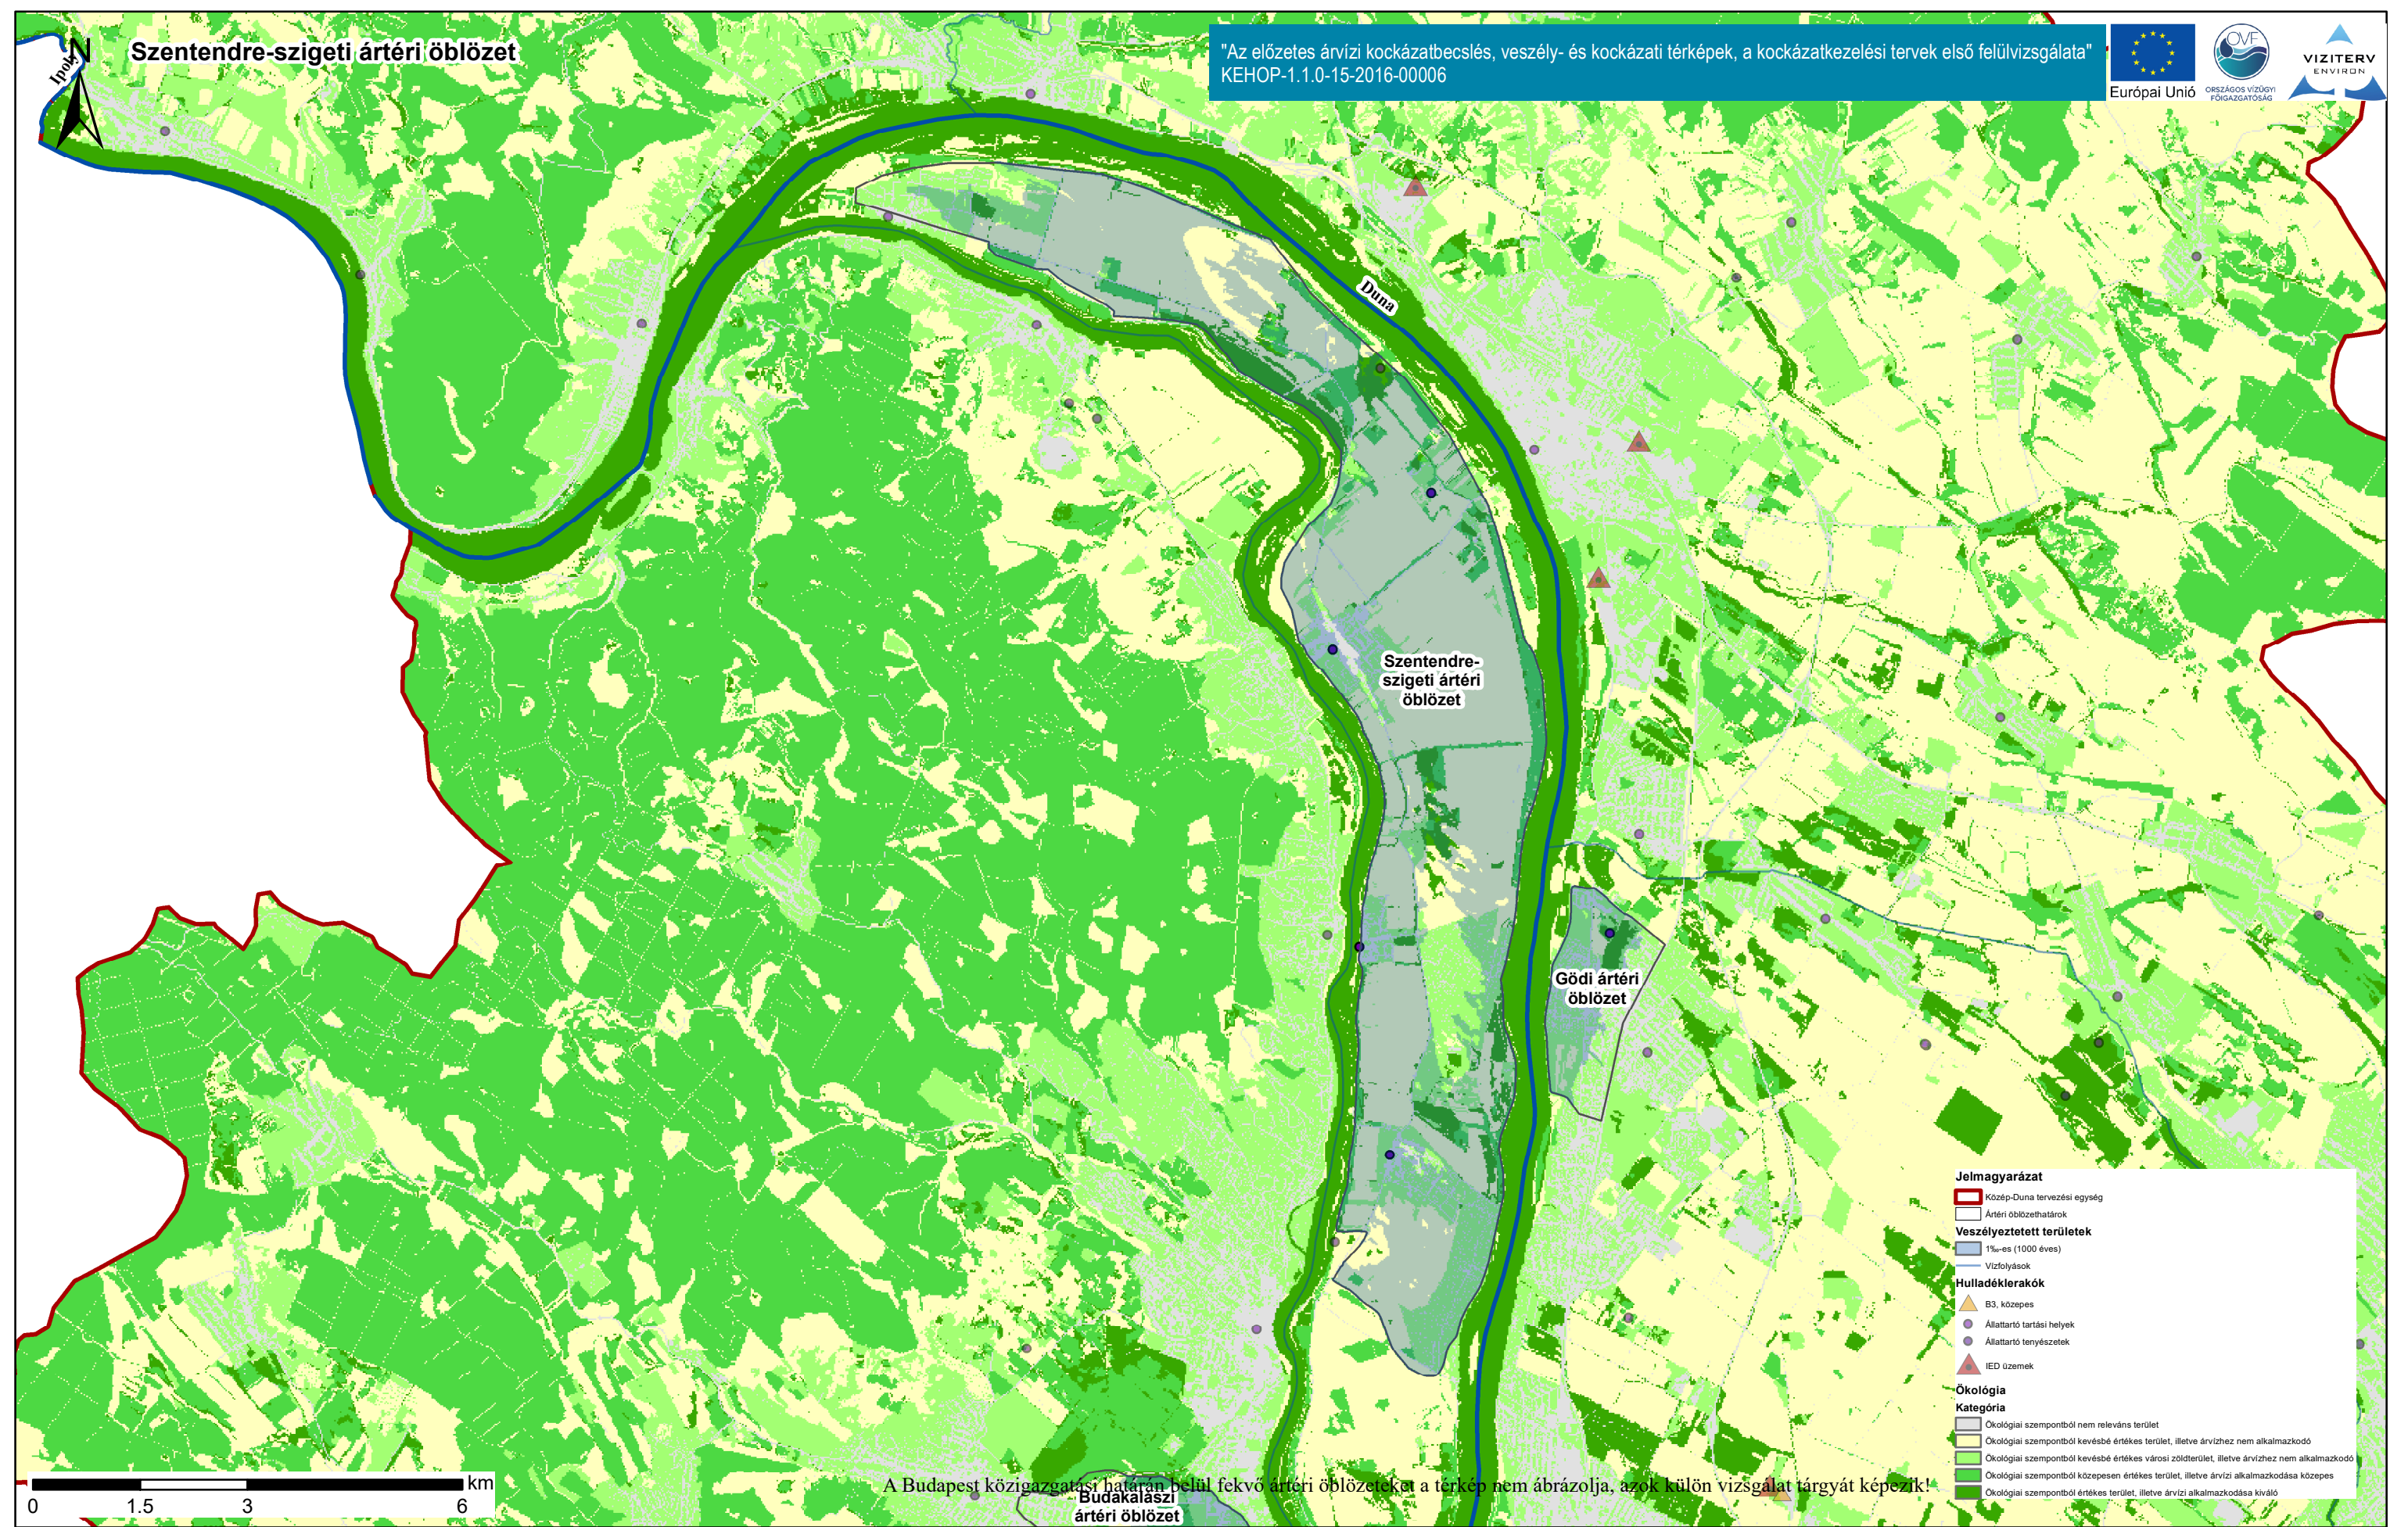 Szentendre-szigeti ártéri öblözet
N
Ipoly
"Az előzetes árvízi kockázatbecslés, veszély- és kockázati térképek, a kockázatkezelési tervek első felülvizsgálata"
KEHOP-1.1.0-15-2016-00006
Európai Unió
OVF
ORSZÁGOS VÍZÜGYI
FŐIGAZGATÓSÁG
VIZITERV
ENVIRON
Duna
Szentendre-
szigeti ártéri
öblözet
Gödi ártéri
öblözet
Jelmagyarázat
Közép-Duna tervezési egység
Ártéri öblözethatárok
Veszélyeztetett területek
1‰-es (1000 éves)
Vízfolyások
Hulladéklerakók
B3, közepes
Állattartó tartási helyek
Állattartó tenyészetek
IED üzemek
Ökológia
Kategória
Ökológiai szempontból nem releváns terület
Ökológiai szempontból kevésbé értékes terület, illetve árvízhez nem alkalmazkodó
Ökológiai szempontból kevésbé értékes városi zöldterület, illetve árvízhez nem alkalmazkodó
Ökológiai szempontból közepesen értékes terület, illetve árvízi alkalmazkodása közepes
Ökológiai szempontból értékes terület, illetve árvízi alkalmazkodása kiváló
km
0 1.5 3 6
A Budapest közigazgatási határán belül fekvő ártéri öblözeteket a térkép nem ábrázolja, azok külön vizsgálat tárgyát képezik!
Budakalászi
ártéri öblözet